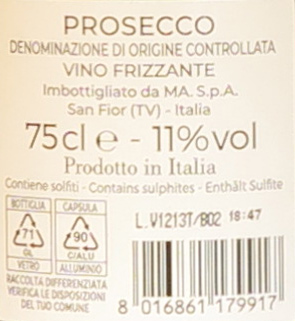 PROSECCO
DENOMINAZIONE DI ORIGINE CONTROLLATA
VINO FRIZZANTE
Imbottigliato da MA. S.p.A.
San Fior (TV) - Italia
75cl e - 11%vol
Prodotto in Italia
Contiene solfiti - Contains sulphites - Enthält Sulfite
BOTTIGLIA CAPSULA
71 90
GL C/ALU
VETRO ALLUMINIO
RACCOLTA DIFFERENZIATA
VERIFICA LE DISPOSIZIONI
DEL TUO COMUNE
L.V1213T/B02 18:47
8 016861 179917